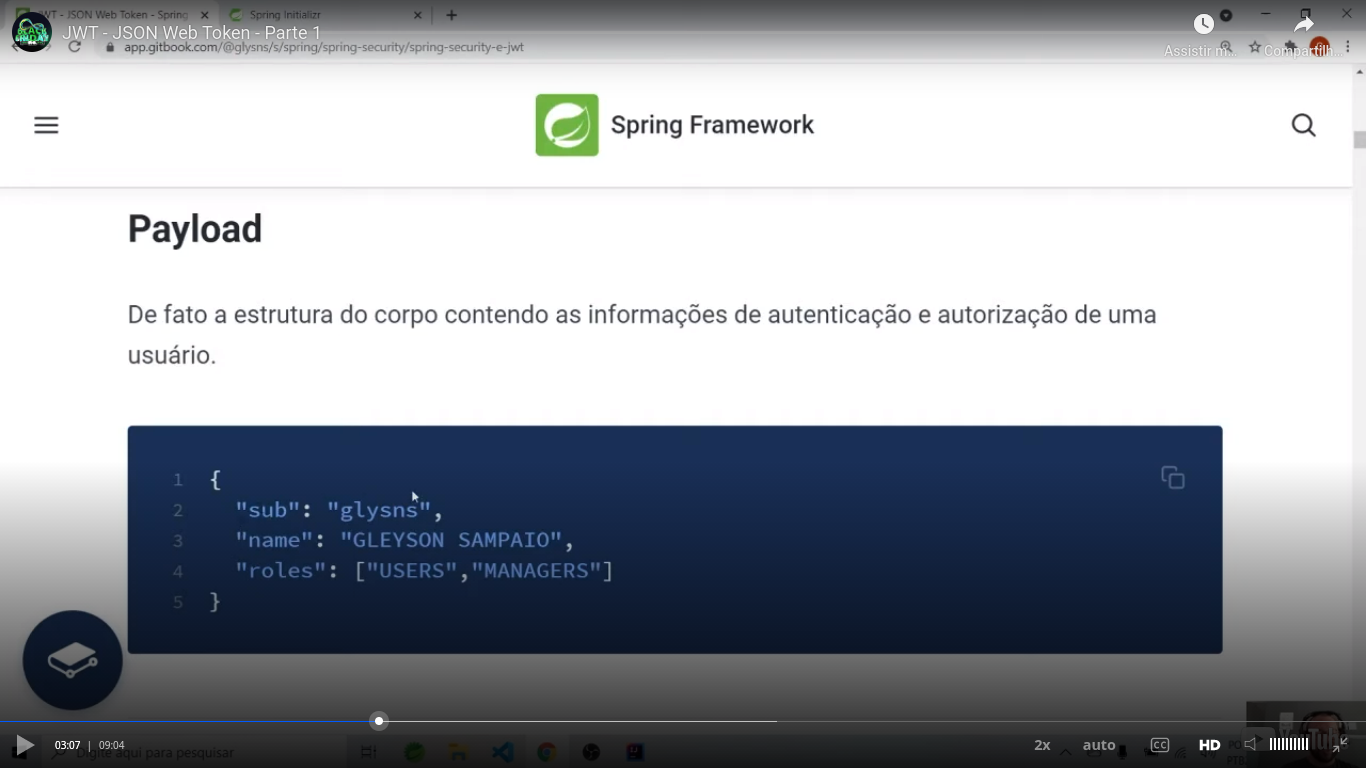 JWT - JSON Web Token - Spring
Spring Initializr
JWT - JSON Web Token - Parte 1
app.gitbook.com/@glysns/s/spring/spring-security/spring-security-e-jwt
Assistir m...
Compartilh...
Spring Framework
Payload
De fato a estrutura do corpo contendo as informações de autenticação e autorização de uma
usuário.
1 {
2 "sub": "glysns",
3 "name": "GLEYSON SAMPAIO",
4 "roles": ["USERS","MANAGERS"]
5 }
03:07 | 09:04
2x
auto
CC
HD
YouTube
Digite aqui para pesquisar